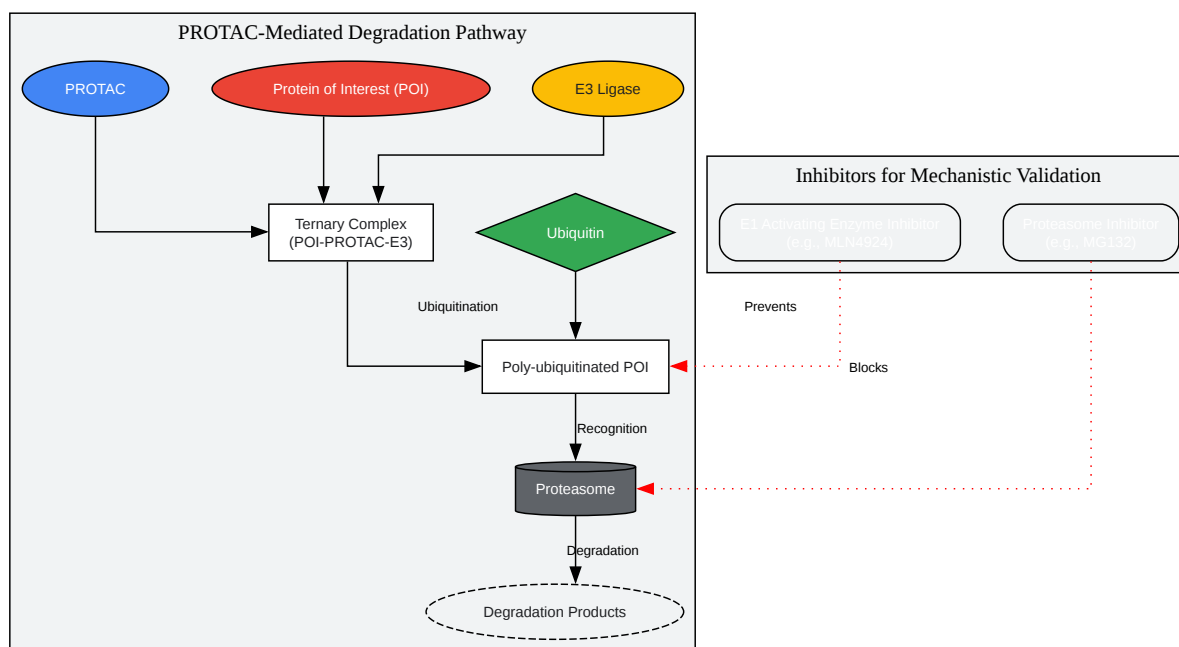 PROTAC-Mediated Degradation Pathway
PROTAC
Protein of Interest (POI)
E3 Ligase
Inhibitors for Mechanistic Validation
E1 Activating Enzyme Inhibitor
(e.g., MLN4924)
Proteasome Inhibitor
(e.g., MG132)
Ternary Complex
(POI-PROTAC-E3)
Ubiquitin
Ubiquitination
Prevents
Poly-ubiquitinated POI
Blocks
Recognition
Proteasome
Degradation
Degradation Products